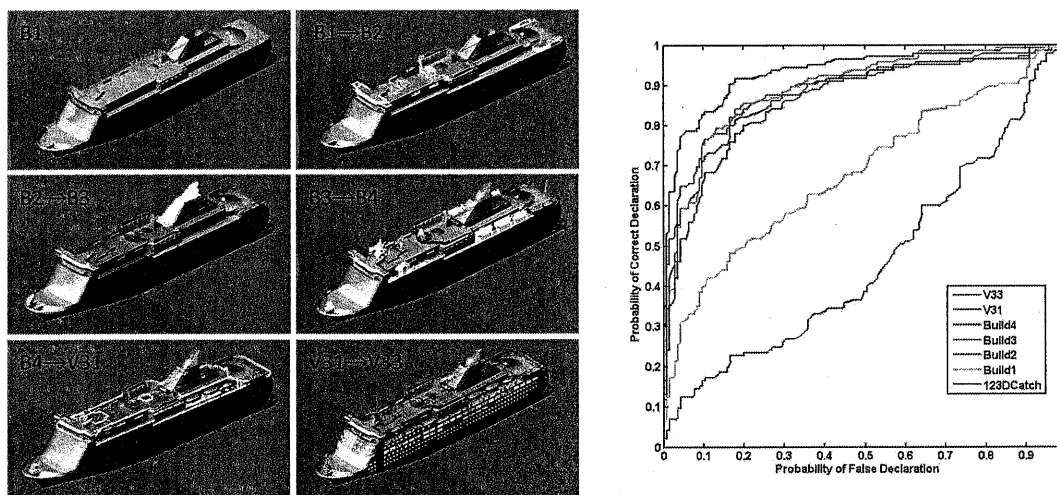 B1
B1→B2
B2→B3
B3→B4
B4→V31
V31→V33
1
0.9
0.8
0.7
0.6
0.5
0.4
0.3
0.2
0.1
0
Probability of Correct Declaration
0 0.1 0.2 0.3 0.4 0.5 0.6 0.7 0.8 0.9
Probability of False Declaration
V33
V31
Build4
Build3
Build2
Build1
123DCatch